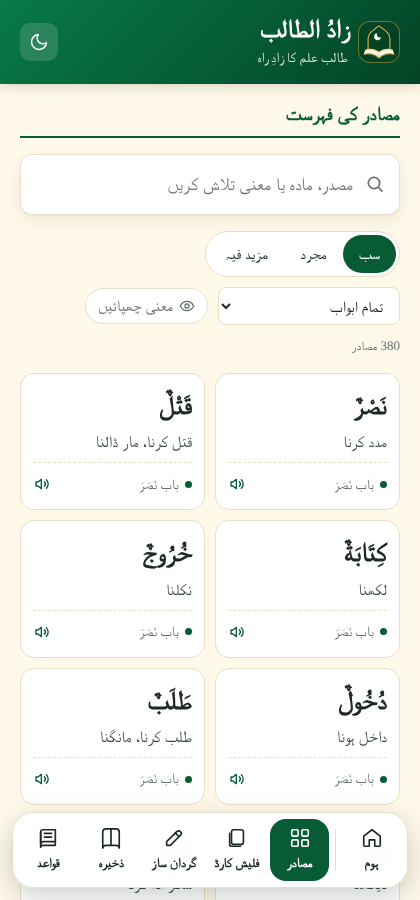 زادُ الطالب
طالب علم کا زادِ راہ
مصادر کی فہرست
مصدر، مادہ یا معنی تلاش کریں
سب
مجرد
مزید فیہ
تمام ابواب
معنی چھپائیں
380 مصادر
نَصْرٌ
مدد کرنا
باب نَصَرَ
قَتْلٌ
قتل کرنا، مار ڈالنا
باب نَصَرَ
كِتَابَةٌ
لکھنا
باب نَصَرَ
خُرُوجٌ
نکلنا
باب نَصَرَ
دُخُولٌ
داخل ہونا
باب نَصَرَ
طَلَبٌ
طلب کرنا، مانگنا
باب نَصَرَ
ہوم
مصادر
فلیش کارڈ
گردان ساز
ذخیرہ
قواعد